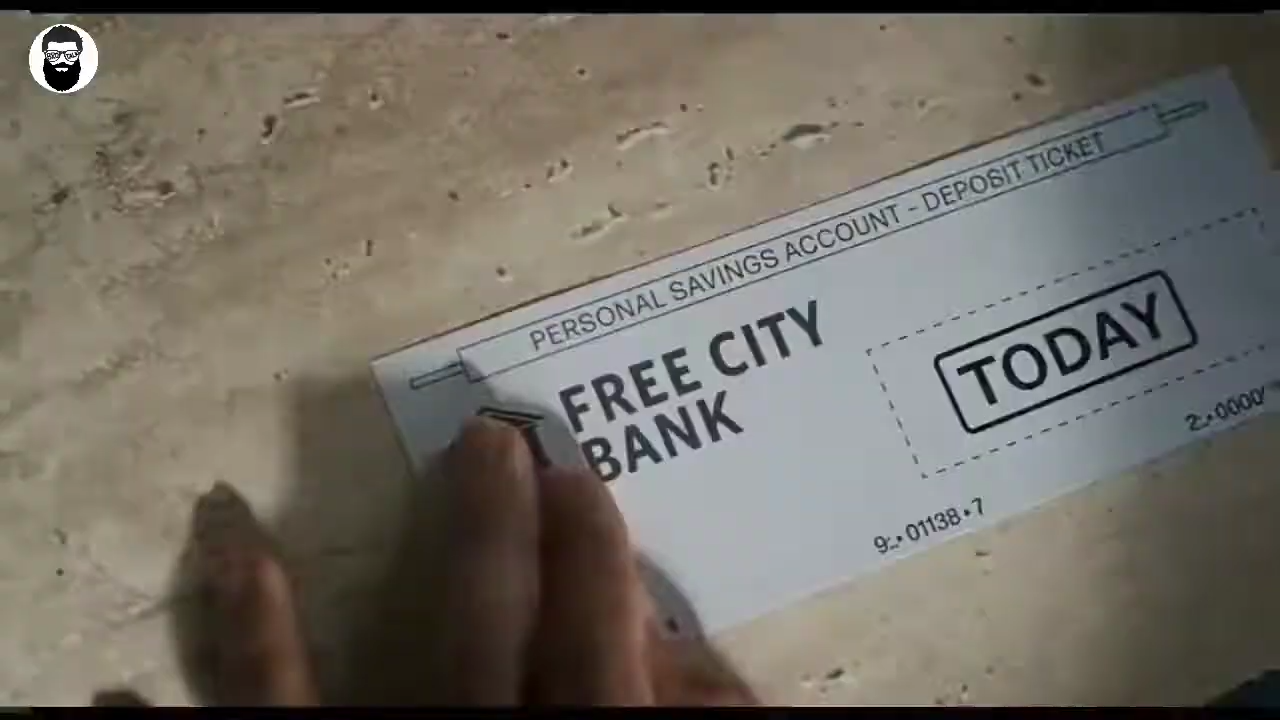 PERSONAL SAVINGS ACCOUNT - DEPOSIT TICKET
FREE CITY
BANK
TODAY